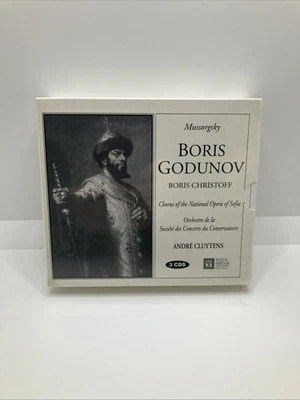 Mussorgsky
BORIS
GODUNOV
BORIS CHRISTOFF
Chorus of the National Opera of Sofia
Orchestre de la
Société des Concerts du Conservatoire
ANDRÉ CLUYTENS
3 CDS